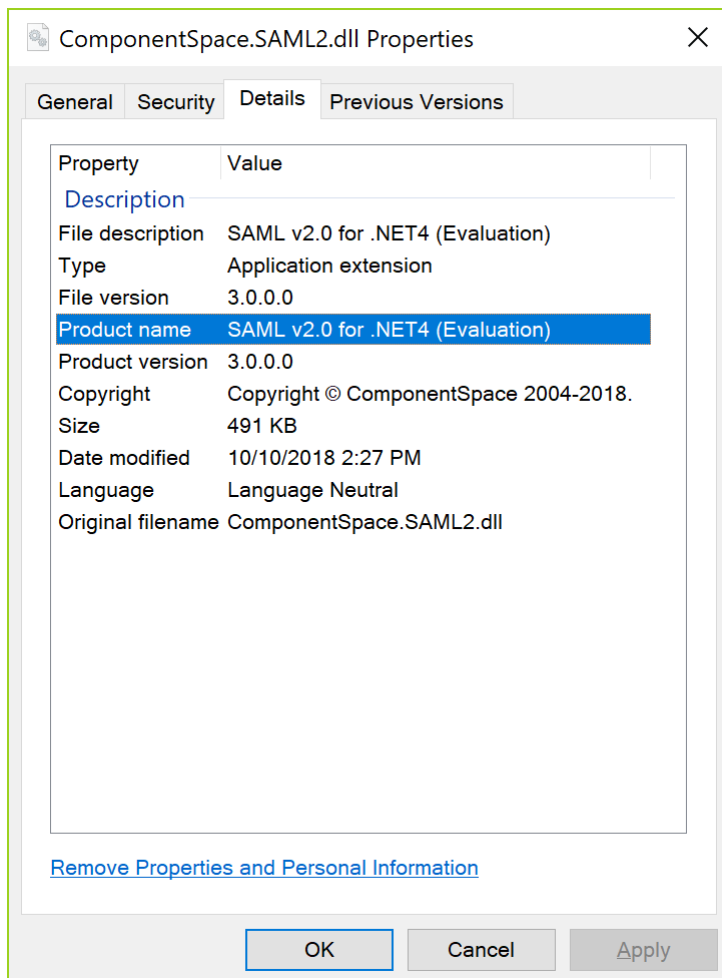 ComponentSpace.SAML2.dll Properties
General Security Details Previous Versions
Property Value
Description
File description SAML v2.0 for .NET4 (Evaluation)
Type Application extension
File version 3.0.0.0
Product name SAML v2.0 for .NET4 (Evaluation)
Product version 3.0.0.0
Copyright Copyright © ComponentSpace 2004-2018.
Size 491 KB
Date modified 10/10/2018 2:27 PM
Language Language Neutral
Original filename ComponentSpace.SAML2.dll
Remove Properties and Personal Information
OK Cancel Apply